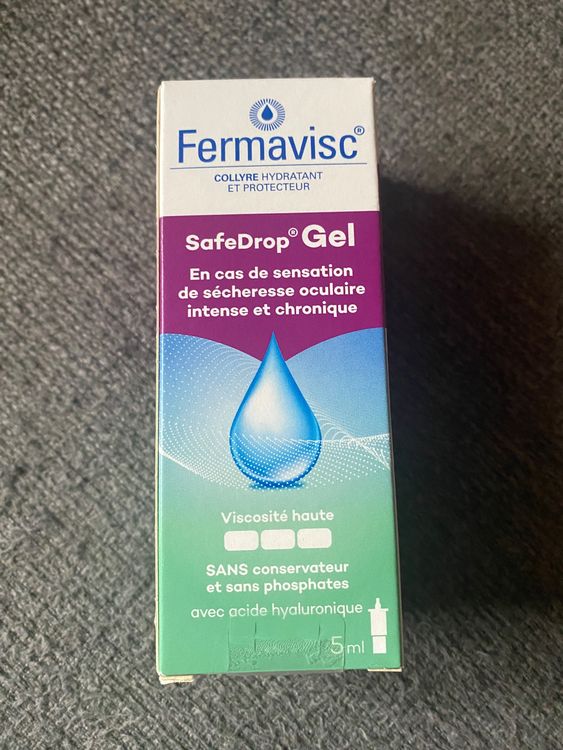 Fermavisc®
COLLYRE HYDRATANT
ET PROTECTEUR
SafeDrop® Gel
En cas de sensation
de sécheresse oculaire
intense et chronique
Viscosité haute
SANS conservateur
et sans phosphates
avec acide hyaluronique
5 ml